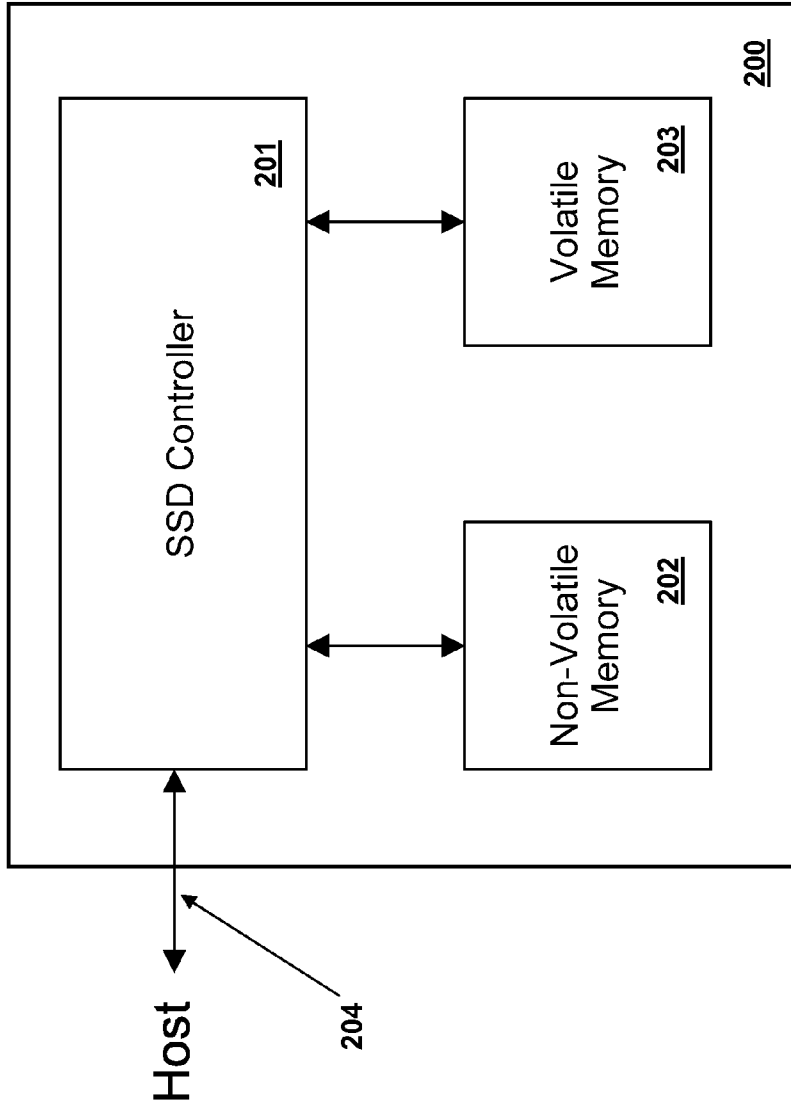 Host
204
SSD Controller
201
Non-Volatile
Memory
202
Volatile
Memory
203
200